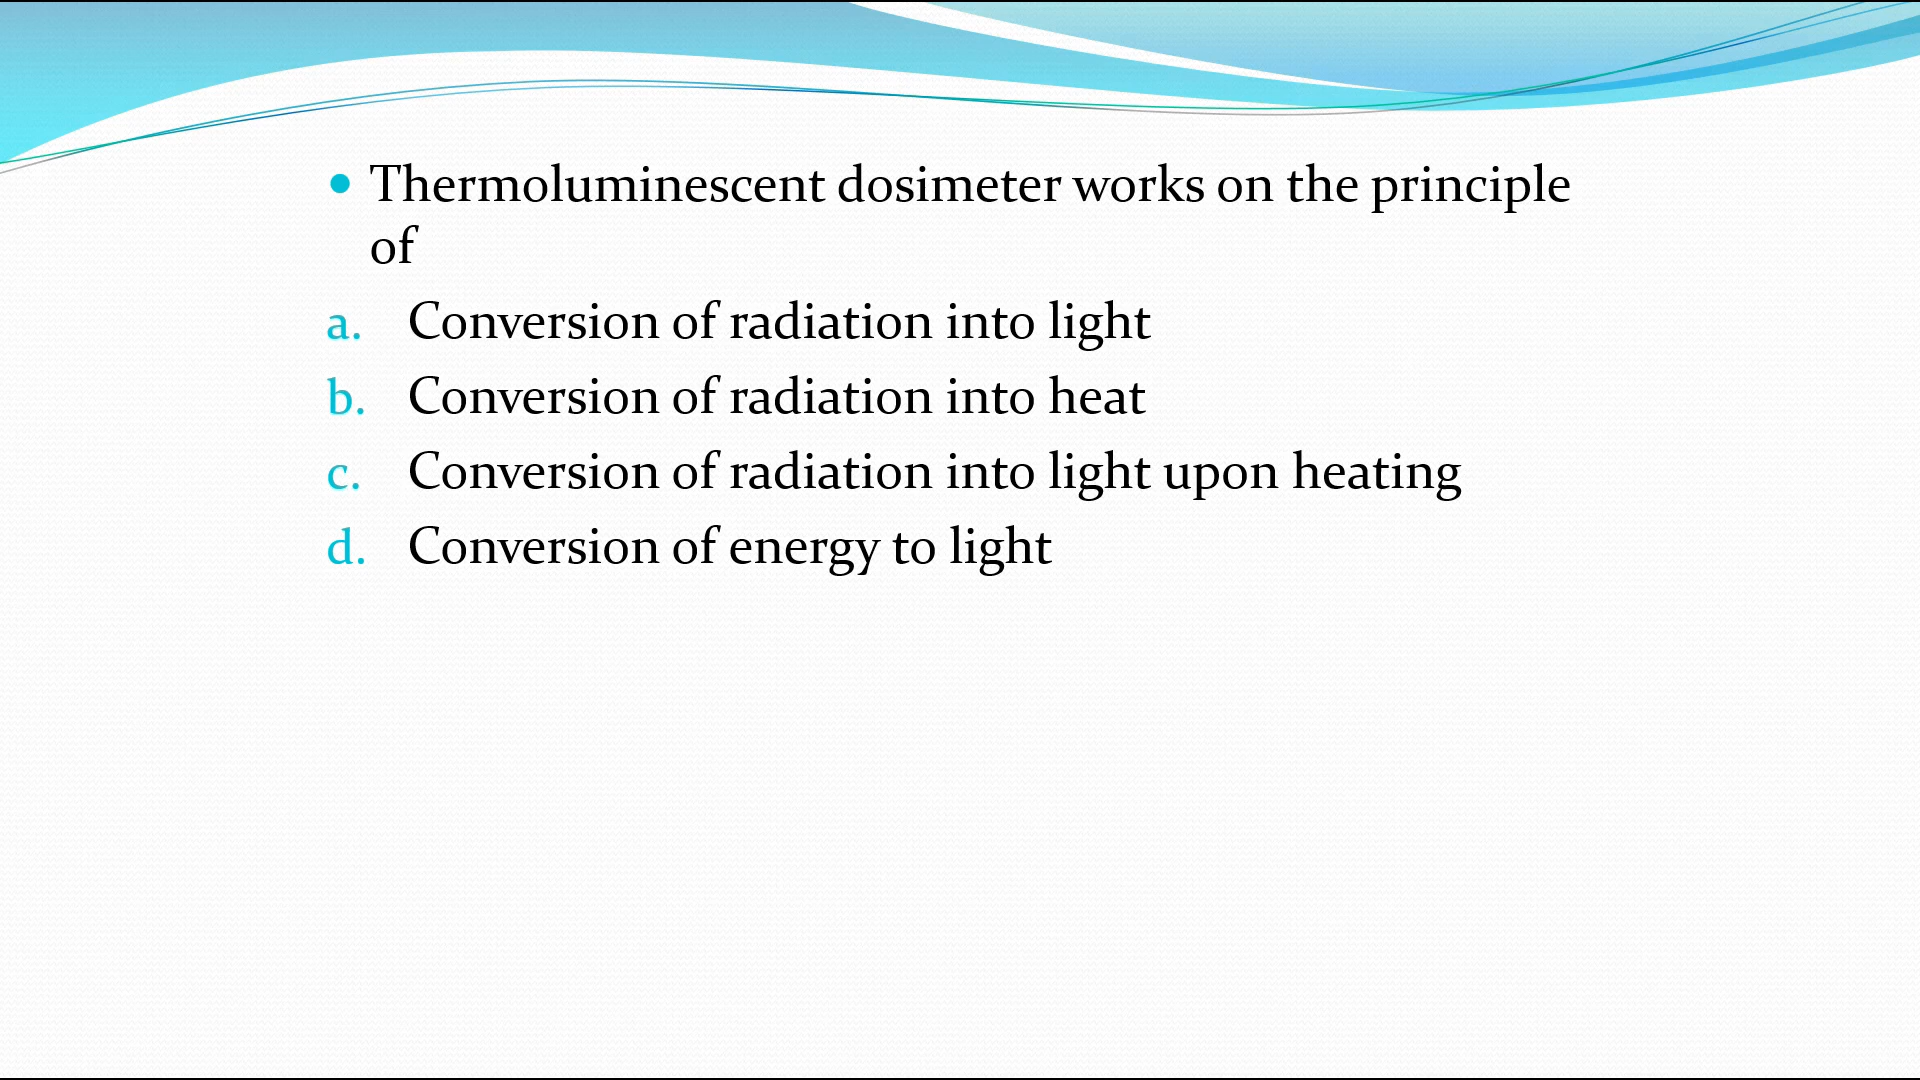 • Thermoluminescent dosimeter works on the principle
of
a. Conversion of radiation into light
b. Conversion of radiation into heat
c. Conversion of radiation into light upon heating
d. Conversion of energy to light